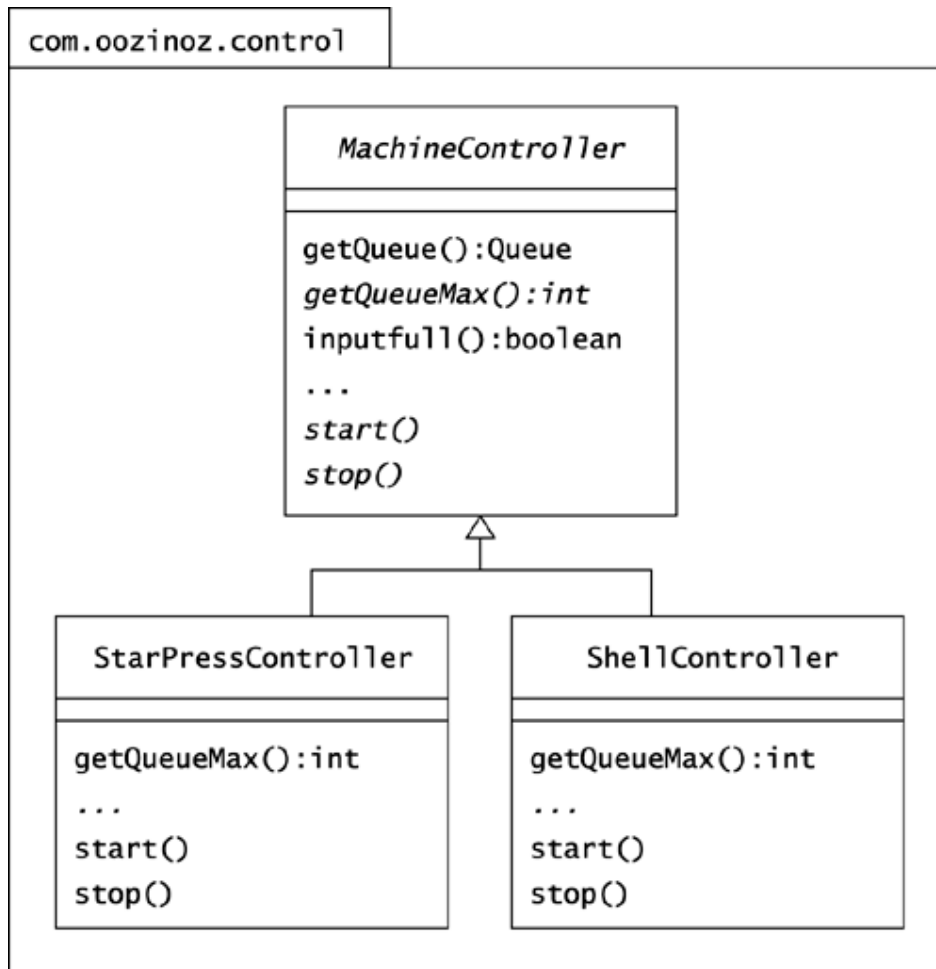 com.oozinoz.control
MachineController
getQueue():Queue
getQueueMax():int
inputfull():boolean
...
start()
stop()
StarPressController
getQueueMax():int
...
start()
stop()
ShellController
getQueueMax():int
...
start()
stop()